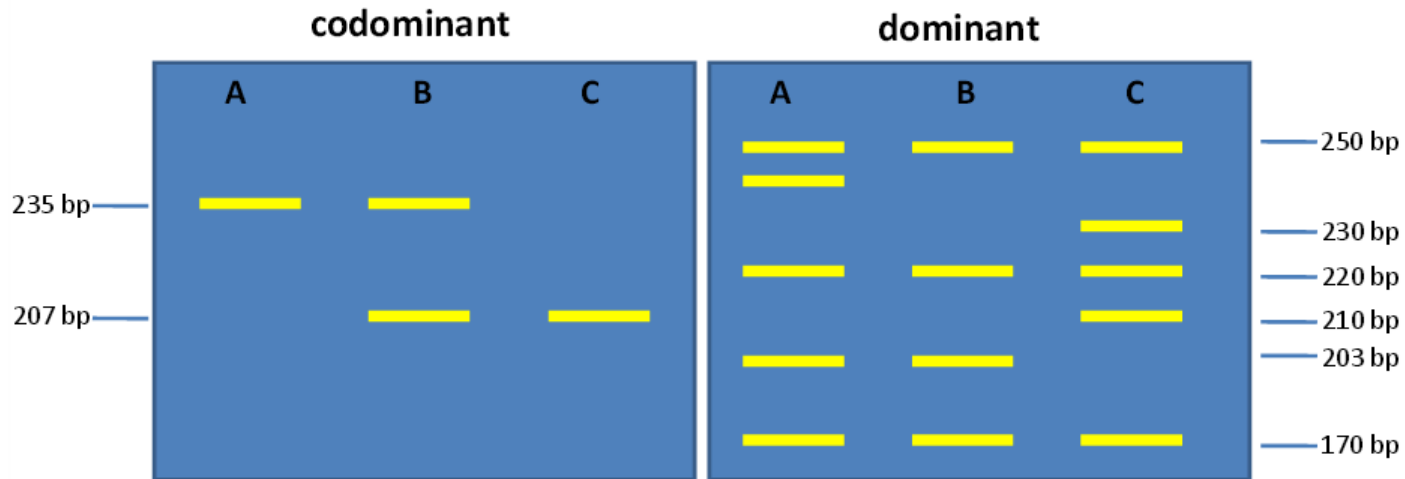 codominant
A B C
235 bp
207 bp
dominant
A B C
250 bp
230 bp
220 bp
210 bp
203 bp
170 bp